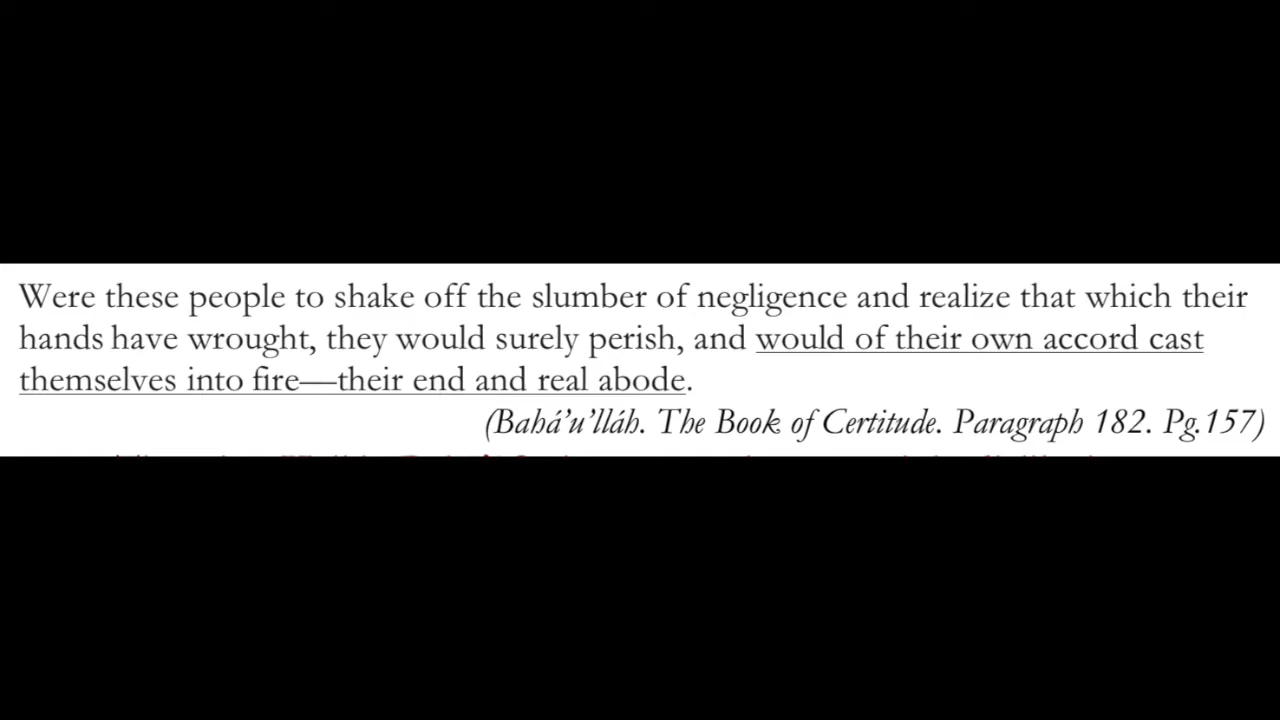 Were these people to shake off the slumber of negligence and realize that which their
hands have wrought, they would surely perish, and would of their own accord cast
themselves into fire—their end and real abode.
(Bahá’u’lláh. The Book of Certitude. Paragraph 182. Pg.157)